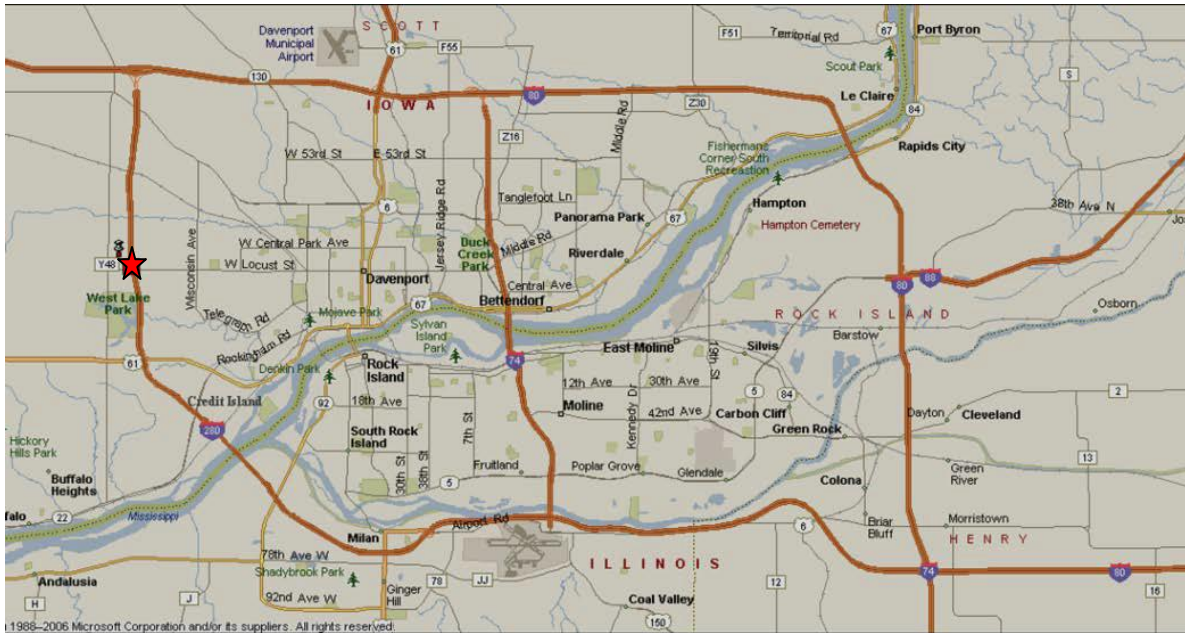 SCOTT
Davenport
Municipal
Airport
61
F55
F51
Territorial Rd
67
Port Byron
Scout Park
S
130
80
IOWA
Z30
Le Claire
84
Z16
Middle Rd
Rapids City
W 53rd St
E 53rd St
Fishermans
Corner South
Recreastion
Jersey Ridge Rd
Tanglefoot Ln
6
Hampton
38th Ave N
Panorama Park
67
Hampton Cemetery
Wisconsin Ave
W Central Park Ave
Duck
Creek
Park
Middle Rd
Riverdale
Y48
W Locust St
Davenport
80
88
Central Ave
West Lake
Park
Bettendorf
67
Telegraph Rd
Mojave Park
Sylvan
Island
Park
ROCK ISLAND
Osborn
Barstow
Rockingham Rd
East Moline
19th St
Silvis
61
Denkin Park
Rock
Island
74
12th Ave
30th Ave
5
84
2
Credit Island
92
18th Ave
Moline
Kennedy Dr
42nd Ave
Carbon Cliff
Dayton
Cleveland
280
South Rock
Island
7th St
Green Rock
Hickory
Hills Park
30th St
38th St
Fruitland
Poplar Grove
Glendale
13
Buffalo
Heights
5
Colona
Green
River
falo
22
Mississippi
Airport Rd
6
Briar
Bluff
Morristown
Milan
HENRY
78th Ave W
ILLINOIS
Andalusia
Shadybrook Park
78
JJ
74
80
H
J
92nd Ave W
Ginger
Hill
12
16
Coal Valley
150
1988–2006 Microsoft Corporation and/or its suppliers. All rights reserved